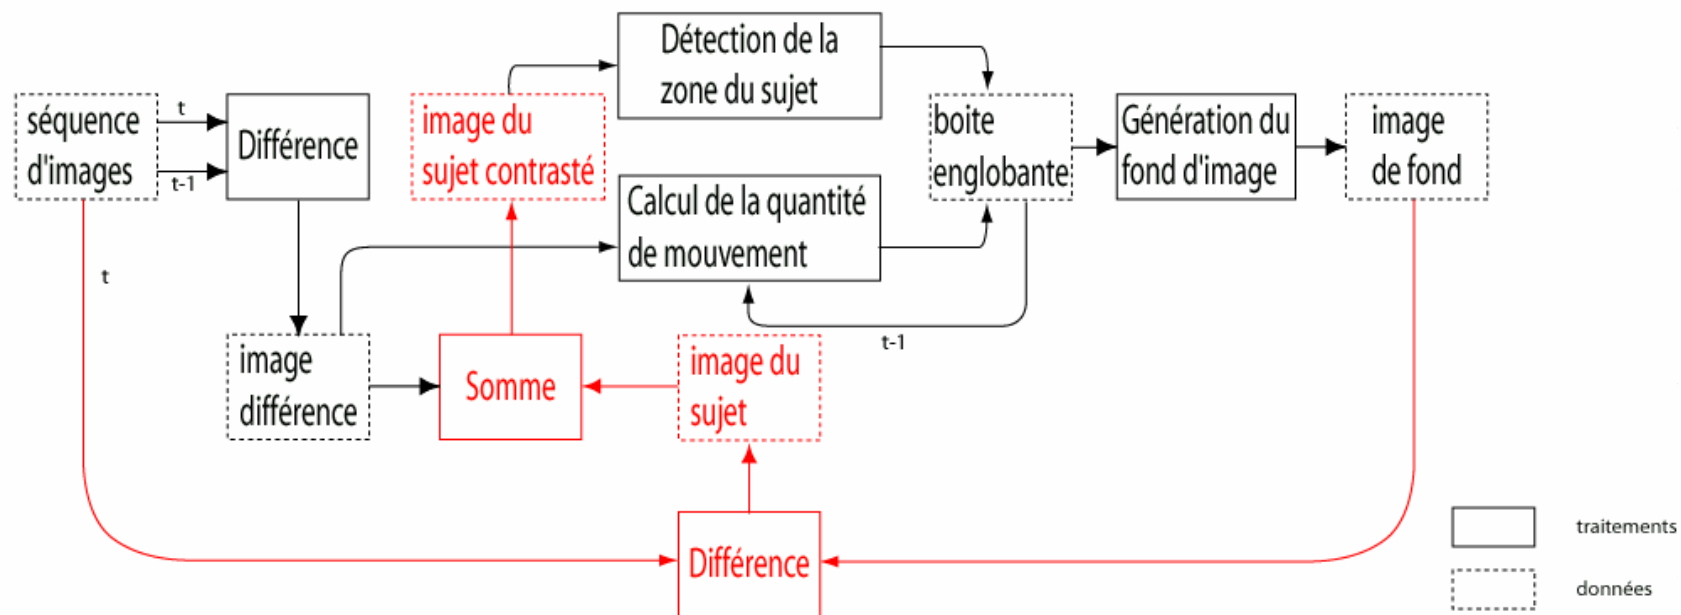 Détection de la
zone du sujet
séquence
d'images
t
t-1
Différence
image du
sujet contrasté
boite
englobante
Génération du
fond d'image
image
de fond
Calcul de la quantité
de mouvement
t
t-1
image
différence
Somme
image du
sujet
Différence
traitements
données